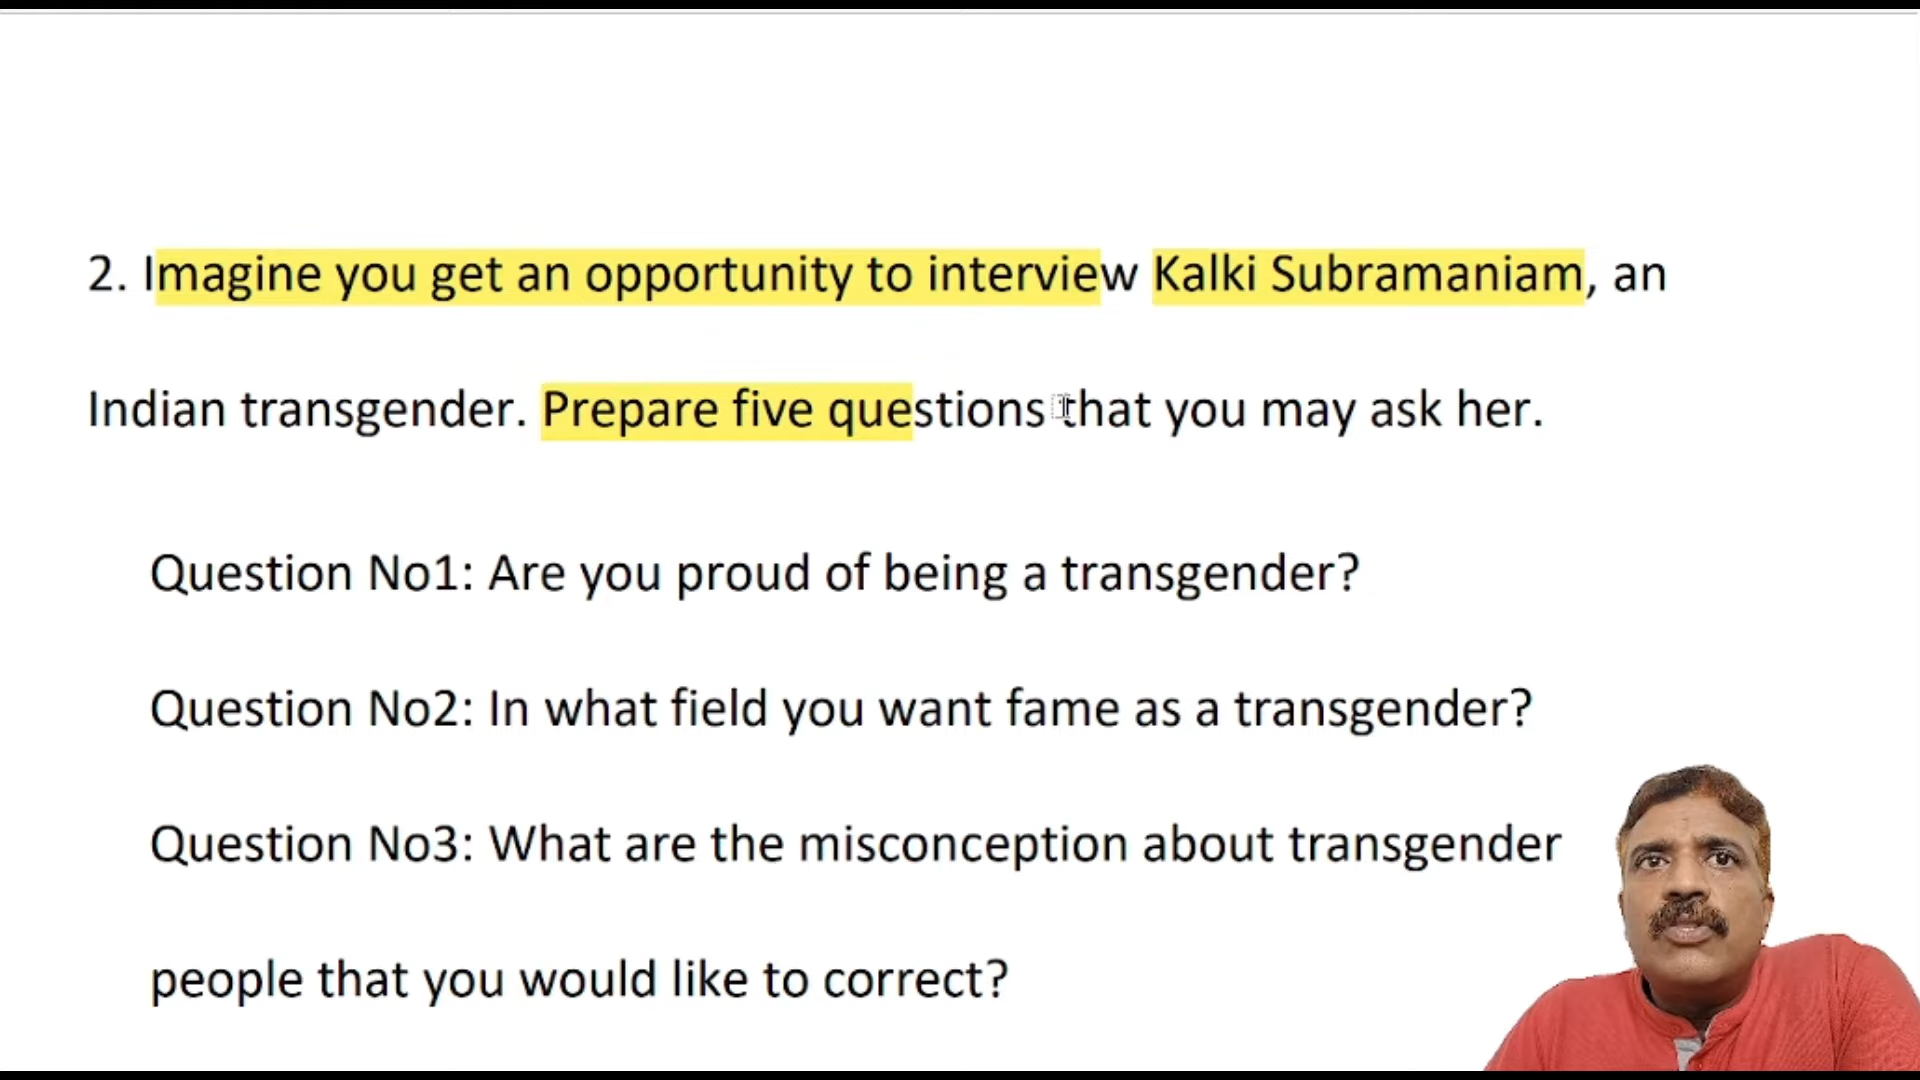 2. Imagine you get an opportunity to interview Kalki Subramaniam, an
Indian transgender. Prepare five questions that you may ask her.
Question No1: Are you proud of being a transgender?
Question No2: In what field you want fame as a transgender?
Question No3: What are the misconception about transgender
people that you would like to correct?